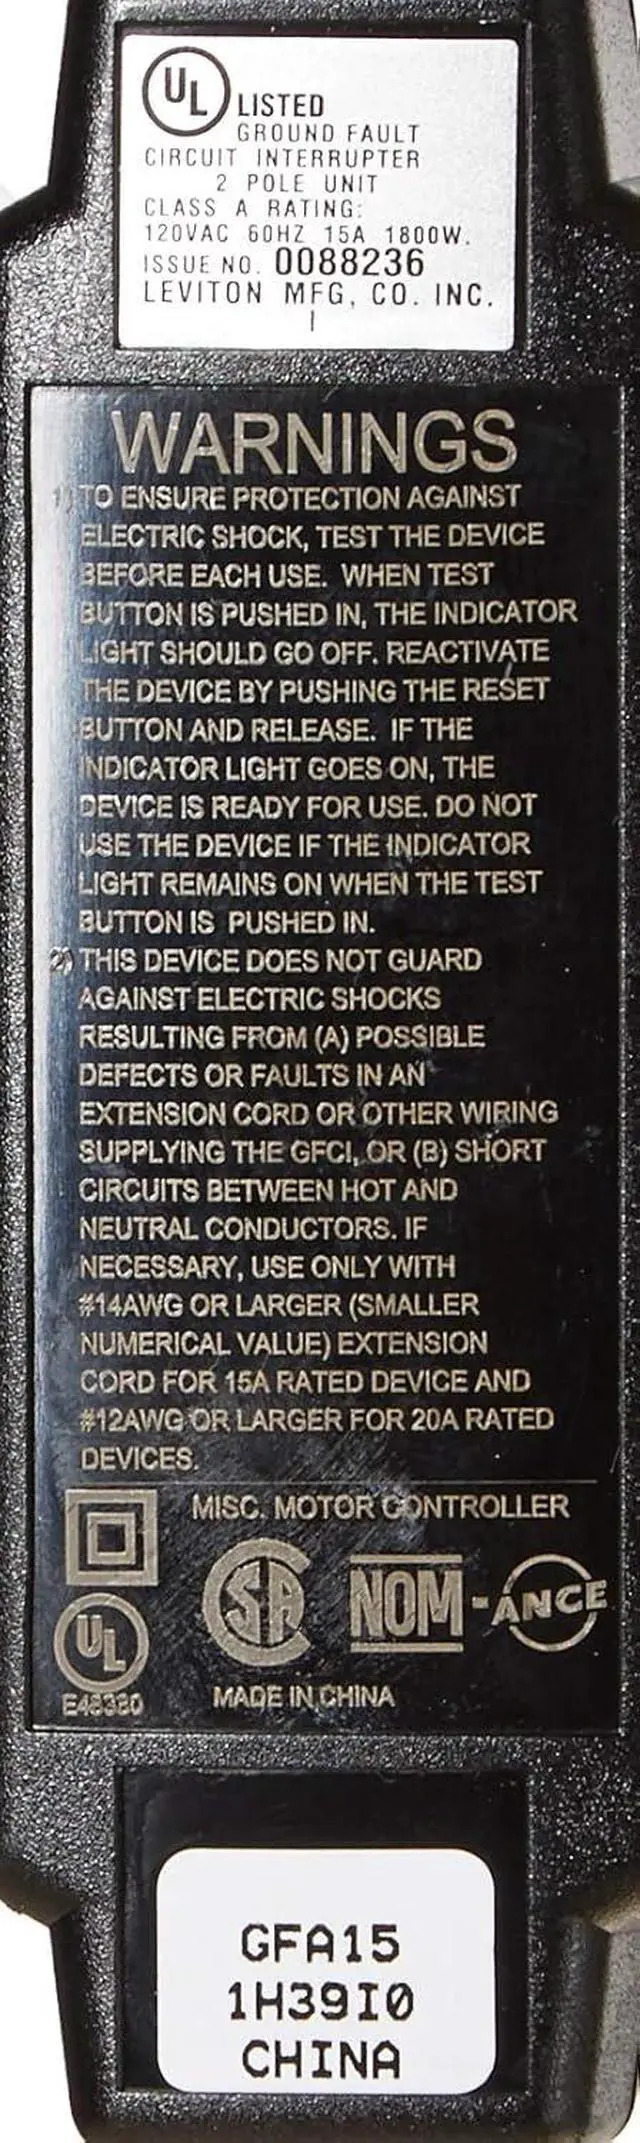 UL LISTED
GROUND FAULT
CIRCUIT INTERRUPTER
2 POLE UNIT
CLASS A RATING:
120VAC 60HZ 15A 1800W.
ISSUE NO. 0088236
LEVITON MFG, CO. INC.
I
WARNINGS
1) TO ENSURE PROTECTION AGAINST
ELECTRIC SHOCK, TEST THE DEVICE
BEFORE EACH USE. WHEN TEST
BUTTON IS PUSHED IN, THE INDICATOR
LIGHT SHOULD GO OFF. REACTIVATE
THE DEVICE BY PUSHING THE RESET
BUTTON AND RELEASE. IF THE
INDICATOR LIGHT GOES ON, THE
DEVICE IS READY FOR USE. DO NOT
USE THE DEVICE IF THE INDICATOR
LIGHT REMAINS ON WHEN THE TEST
BUTTON IS PUSHED IN.
2) THIS DEVICE DOES NOT GUARD
AGAINST ELECTRIC SHOCKS
RESULTING FROM (A) POSSIBLE
DEFECTS OR FAULTS IN AN
EXTENSION CORD OR OTHER WIRING
SUPPLYING THE GFCI, OR (B) SHORT
CIRCUITS BETWEEN HOT AND
NEUTRAL CONDUCTORS. IF
NECESSARY, USE ONLY WITH
#14AWG OR LARGER (SMALLER
NUMERICAL VALUE) EXTENSION
CORD FOR 15A RATED DEVICE AND
#12AWG OR LARGER FOR 20A RATED
DEVICES.
MISC. MOTOR CONTROLLER
UL CSA NOM-ANCE
MADE IN CHINA
GFA15
1H39I0
CHINA